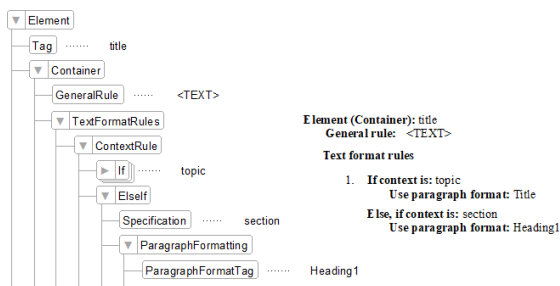 Element
Tag ....... title
Container
GeneralRule ...... <TEXT>
TextFormatRules
ContextRule
If ....... topic
ElseIf
Specification ...... section
ParagraphFormatting
ParagraphFormatTag ....... Heading1
Element (Container): title
General rule: <TEXT>
Text format rules
1. If context is: topic
Use paragraph format: Title
Else, if context is: section
Use paragraph format: Heading1